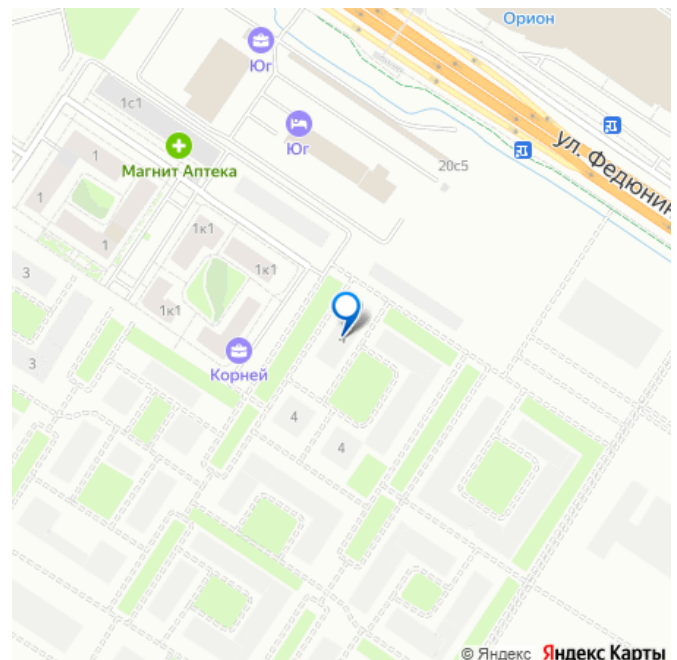 Орион
Юг
1с1
Юг
ул. Федюнин
1
Магнит Аптека
20с5
1
1к1
1
1к1
3
1к1
4
3
Корней
4
4
© Яндекс Яндекс Карты